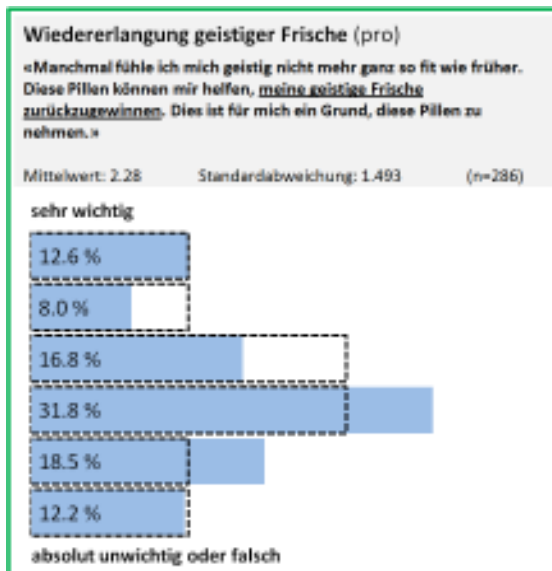 Wiedererlangung geistiger Frische (pro)
«Manchmal fühle ich mich geistig nicht mehr ganz so fit wie früher.
Diese Pillen können mir helfen, meine geistige Frische
zurückzugewinnen. Dies ist für mich ein Grund, diese Pillen zu
nehmen.»
Mittelwert: 2.28 Standardabweichung: 1.493 (n=286)
sehr wichtig
12.6 %
8.0 %
16.8 %
31.8 %
18.5 %
12.2 %
absolut unwichtig oder falsch